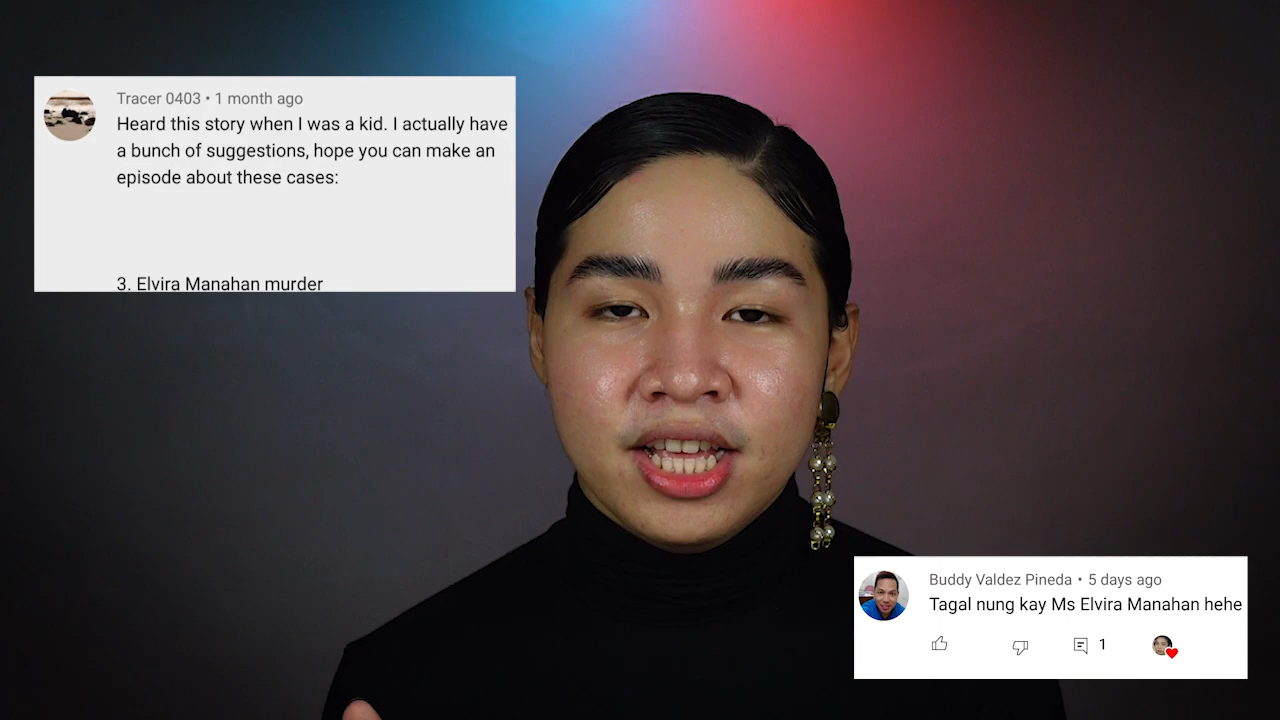 Tracer 0403 • 1 month ago
Heard this story when I was a kid. I actually have
a bunch of suggestions, hope you can make an
episode about these cases:
3. Elvira Manahan murder
Buddy Valdez Pineda • 5 days ago
Tagal nung kay Ms Elvira Manahan hehe
1